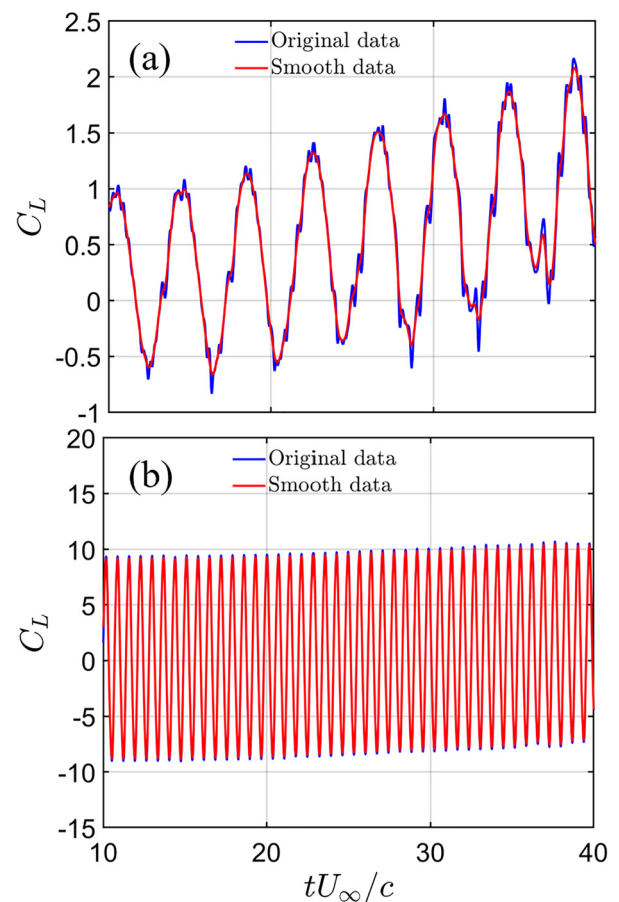 2.5
(a)
Original data
Smooth data
2
1.5
1
C_L
0.5
0
-0.5
-1
20
(b)
Original data
Smooth data
15
10
5
C_L
0
-5
-10
-15
10
20
30
40
tU_∞/c